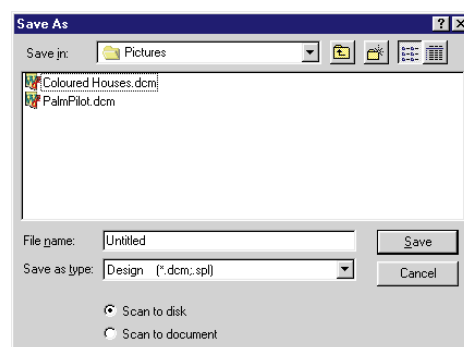 Save As
Save in: Pictures
Coloured Houses.dcm
PalmPilot.dcm
File name: Untitled Save
Save as type: Design (*.dcm;.spl) Cancel
Scan to disk
Scan to document